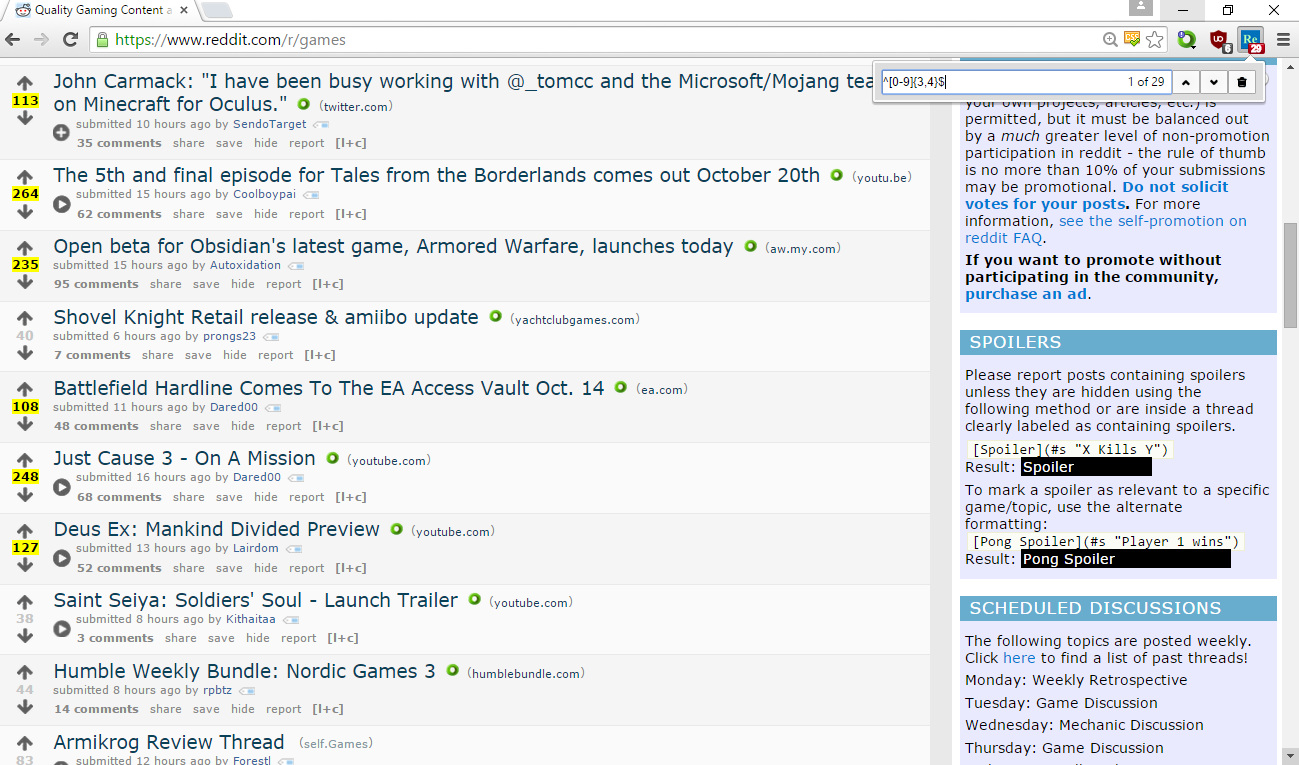 Quality Gaming Content a
https://www.reddit.com/r/games
6
Re
29
^[0-9]{3,4}$
1 of 29
113
John Carmack: "I have been busy working with @_tomcc and the Microsoft/Mojang tea
on Minecraft for Oculus." (twitter.com)
submitted 10 hours ago by SendoTarget
35 comments share save hide report [l+c]
264
The 5th and final episode for Tales from the Borderlands comes out October 20th (youtu.be)
submitted 15 hours ago by Coolboypai
62 comments share save hide report [l+c]
235
Open beta for Obsidian's latest game, Armored Warfare, launches today (aw.my.com)
submitted 15 hours ago by Autoxidation
95 comments share save hide report [l+c]
40
Shovel Knight Retail release & amiibo update (yachtclubgames.com)
submitted 6 hours ago by prongs23
7 comments share save hide report [l+c]
108
Battlefield Hardline Comes To The EA Access Vault Oct. 14 (ea.com)
submitted 11 hours ago by Dared00
48 comments share save hide report [l+c]
248
Just Cause 3 - On A Mission (youtube.com)
submitted 16 hours ago by Dared00
68 comments share save hide report [l+c]
127
Deus Ex: Mankind Divided Preview (youtube.com)
submitted 13 hours ago by Lairdom
52 comments share save hide report [l+c]
38
Saint Seiya: Soldiers' Soul - Launch Trailer (youtube.com)
submitted 8 hours ago by Kithaitaa
3 comments share save hide report [l+c]
44
Humble Weekly Bundle: Nordic Games 3 (humblebundle.com)
submitted 8 hours ago by rpbtz
14 comments share save hide report [l+c]
83
Armikrog Review Thread (self.Games)
submitted 12 hours ago by Forestl
your own projects, articles, etc.) is
permitted, but it must be balanced out
by a much greater level of non-promotion
participation in reddit - the rule of thumb
is no more than 10% of your submissions
may be promotional. Do not solicit
votes for your posts. For more
information, see the self-promotion on
reddit FAQ.
If you want to promote without
participating in the community,
purchase an ad.
SPOILERS
Please report posts containing spoilers
unless they are hidden using the
following method or are inside a thread
clearly labeled as containing spoilers.
[Spoiler](#s "X Kills Y")
Result: Spoiler
To mark a spoiler as relevant to a specific
game/topic, use the alternate
formatting:
[Pong Spoiler](#s "Player 1 wins")
Result: Pong Spoiler
SCHEDULED DISCUSSIONS
The following topics are posted weekly.
Click here to find a list of past threads!
Monday: Weekly Retrospective
Tuesday: Game Discussion
Wednesday: Mechanic Discussion
Thursday: Game Discussion